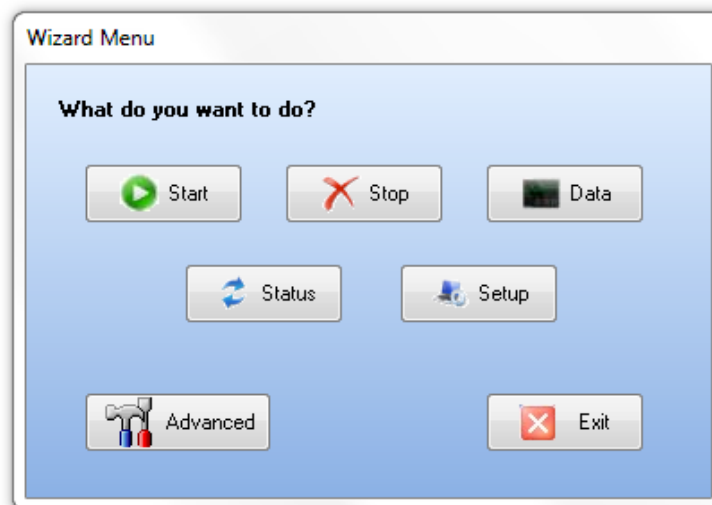 Wizard Menu
What do you want to do?
Start Stop Data
Status Setup
Advanced Exit